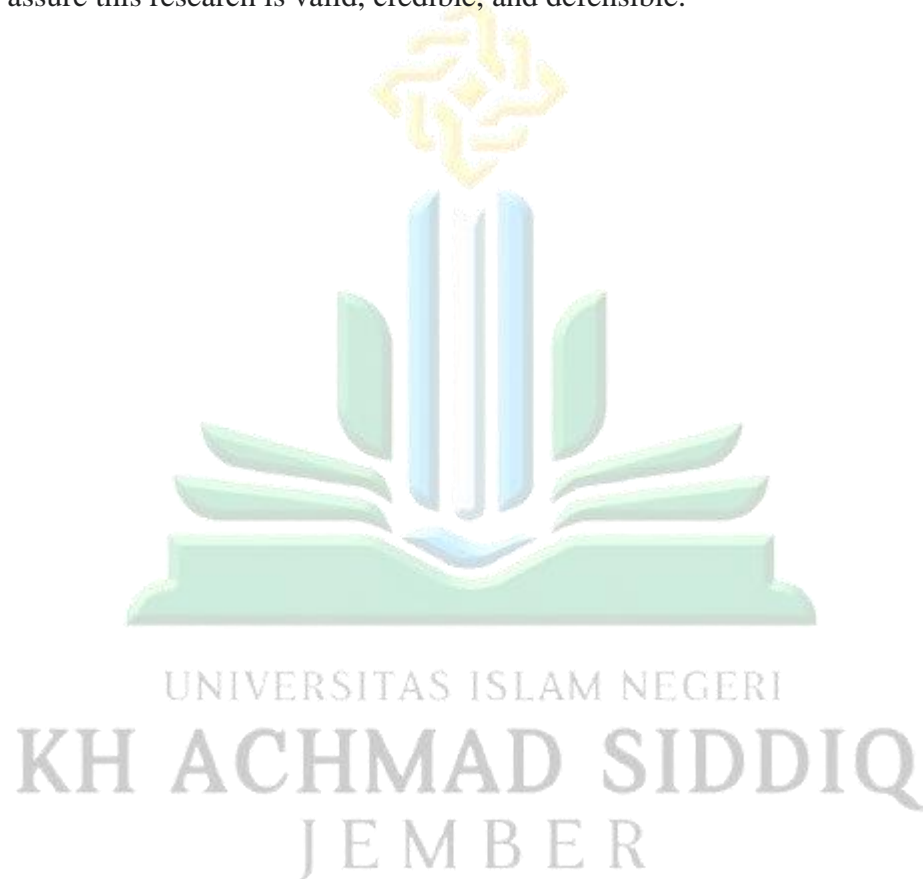 assure this research is valid, credible, and defensible.
UNIVERSITAS ISLAM NEGERI
KH ACHMAD SIDDIQ
JEMBER